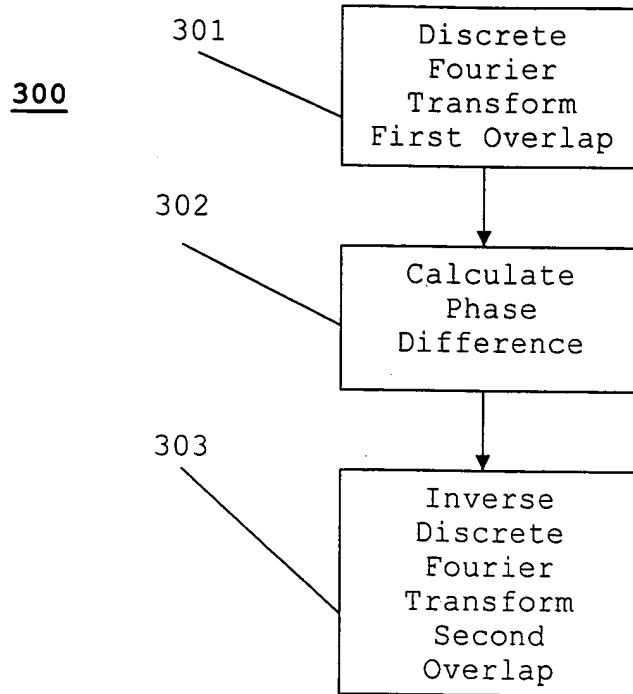 301
Discrete
Fourier
Transform
First Overlap
300
302
Calculate
Phase
Difference
303
Inverse
Discrete
Fourier
Transform
Second
Overlap